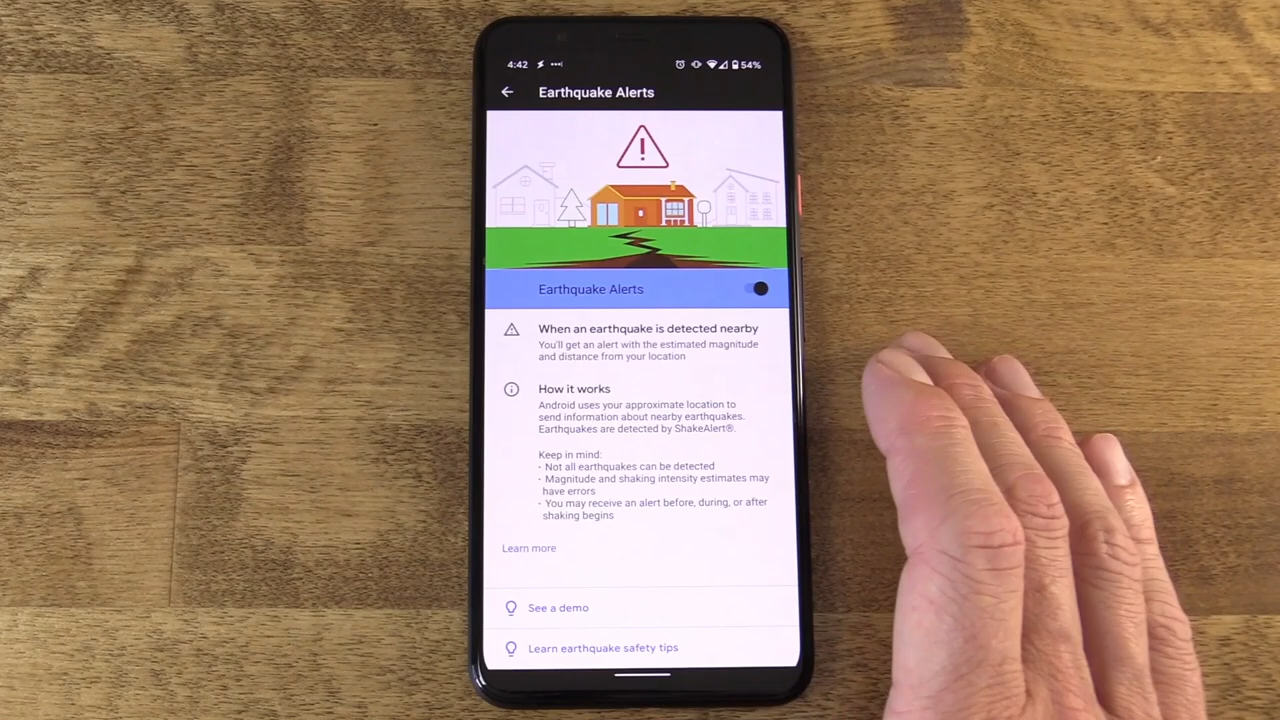 4:42 54%
Earthquake Alerts
Earthquake Alerts
When an earthquake is detected nearby
You'll get an alert with the estimated magnitude
and distance from your location
How it works
Android uses your approximate location to
send information about nearby earthquakes.
Earthquakes are detected by ShakeAlert®.
Keep in mind:
· Not all earthquakes can be detected
· Magnitude and shaking intensity estimates may
have errors
· You may receive an alert before, during, or after
shaking begins
Learn more
See a demo
Learn earthquake safety tips